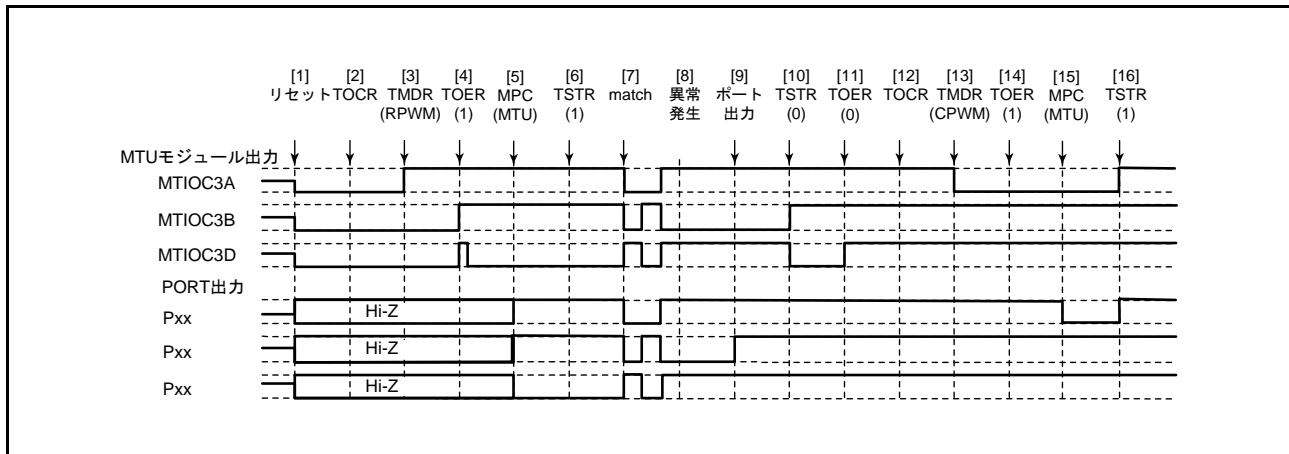 [1] [2] [3] [4] [5] [6] [7] [8] [9] [10] [11] [12] [13] [14] [15] [16]
リセット TOCR TMDR TOER MPC TSTR match 異常 ポート TSTR TOER TOCR TMDR TOER MPC TSTR
(RPWM) (1) (MTU) (1) 発生 出力 (0) (0) (CPWM) (1) (MTU) (1)
MTUモジュール出力
MTIOC3A
MTIOC3B
MTIOC3D
PORT出力
Pxx Hi-Z
Pxx Hi-Z
Pxx Hi-Z